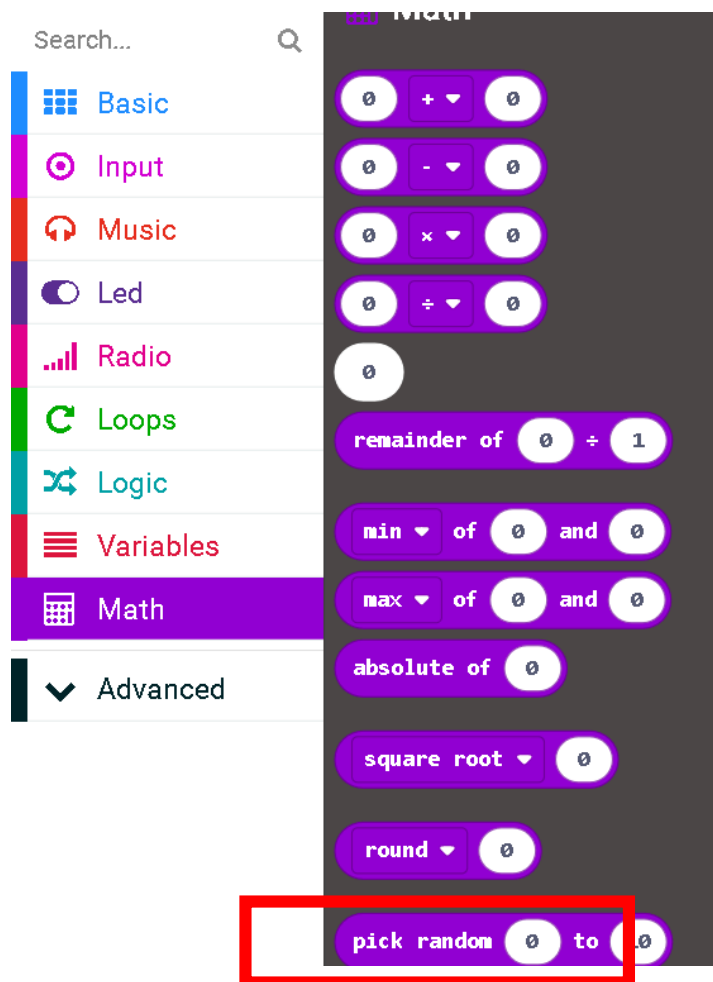 Search...
Basic
Input
Music
Led
Radio
Loops
Logic
Variables
Math
Advanced
Math
0 + 0
0 - 0
0 × 0
0 ÷ 0
0
remainder of 0 ÷ 1
min of 0 and 0
max of 0 and 0
absolute of 0
square root 0
round 0
pick random 0 to 10